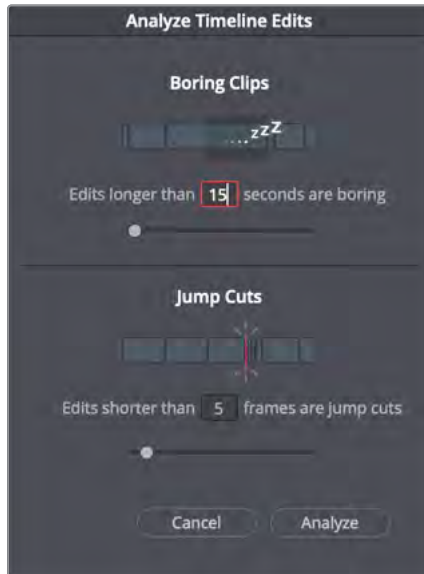 Analyze Timeline Edits
Boring Clips
....zzZ
Edits longer than 15 seconds are boring
Jump Cuts
Edits shorter than 5 frames are jump cuts
Cancel Analyze